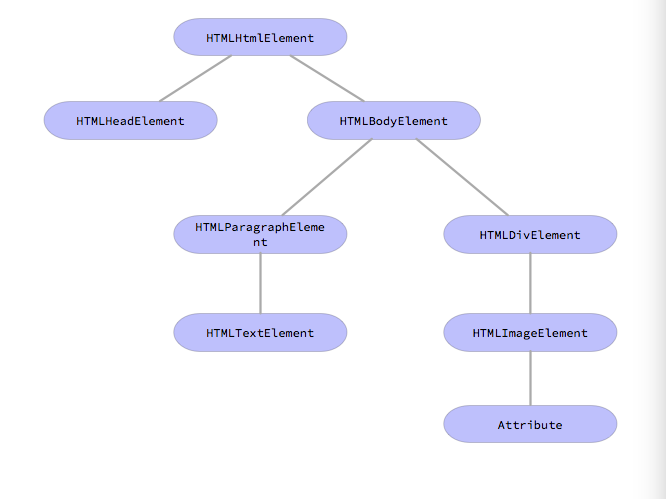 HTMLHtmlElement
HTMLHeadElement
HTMLBodyElement
HTMLParagraphEleme
nt
HTMLDivElement
HTMLTextElement
HTMLImageElement
Attribute